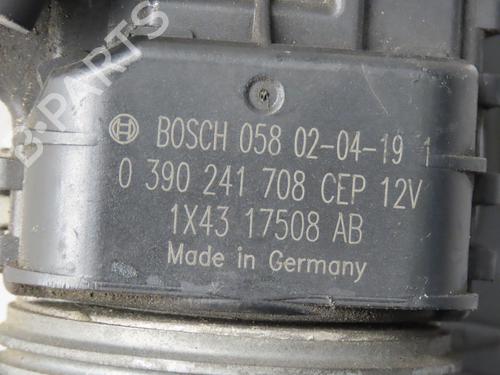 B PARTS
BOSCH 058 02-04-19 1
0 390 241 708 CEP 12V
1X43 17508 AB
Made in Germany